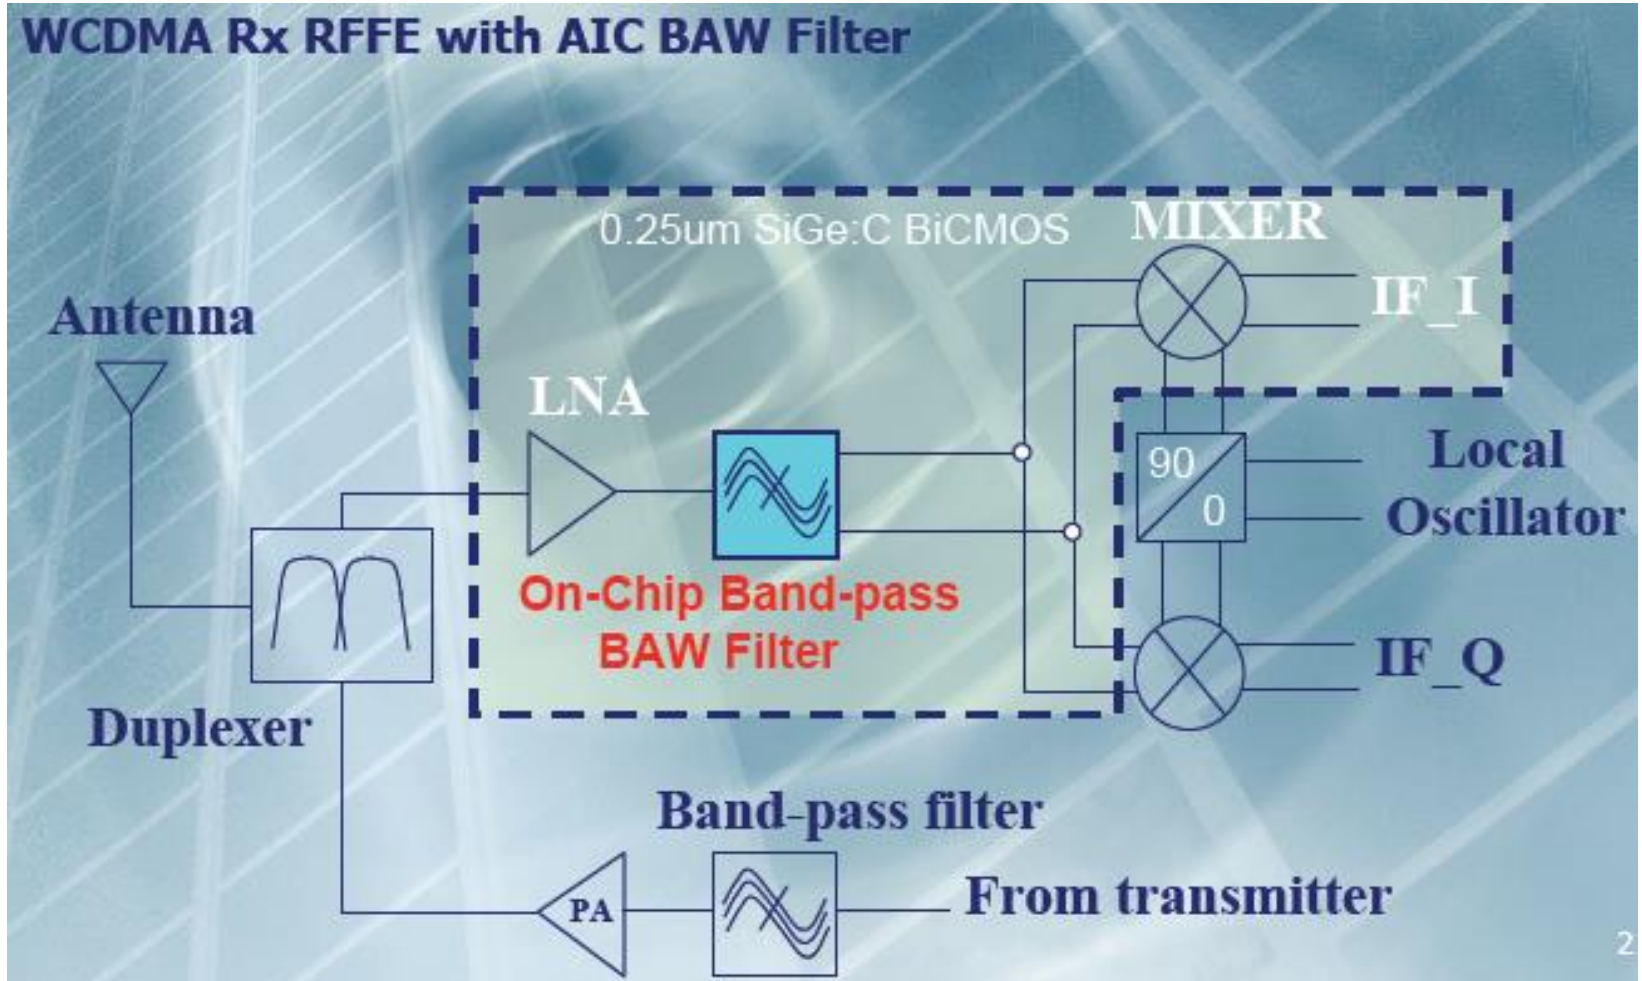 WCDMA Rx RFFE with AIC BAW Filter
0.25um SiGe:C BiCMOS
MIXER
IF_I
Antenna
LNA
90
0
Local
Oscillator
On-Chip Band-pass
BAW Filter
IF_Q
Duplexer
Band-pass filter
PA
From transmitter
2